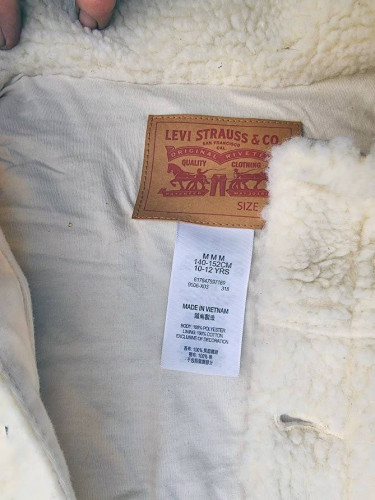 LEVI STRAUSS & CO
SAN FRANCISCO
CAL.
ORIGINAL RIVETED
QUALITY CLOTHING
SIZE
M M M
140-152CM
10-12 YRS
318
MADE IN VIETNAM
越南製造
BODY: 100% POLYESTER
LINING: 100% COTTON
EXCLUSIVE OF DECORATION